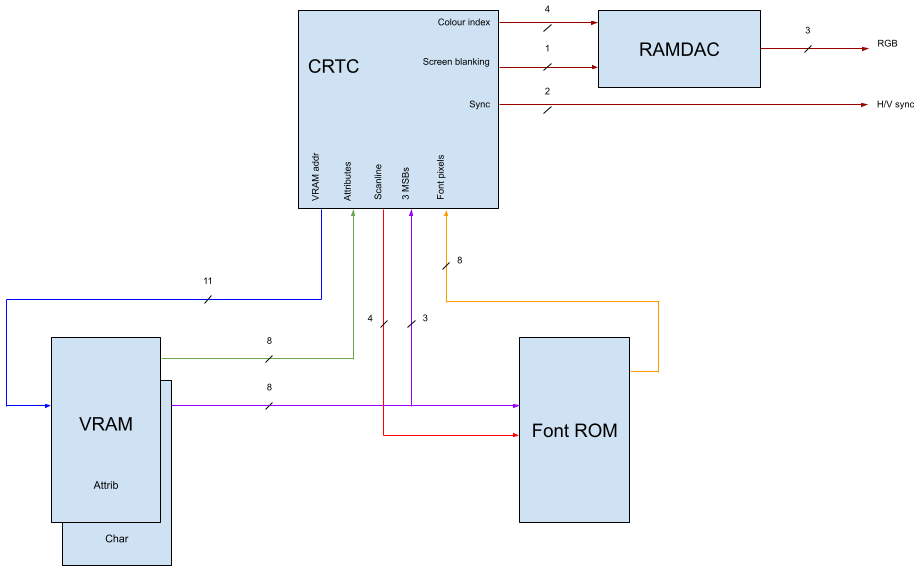 4
Colour index
3
RGB
CRTC
RAMDAC
1
Screen blanking
2
Sync
H/V sync
VRAM addr
Attributes
Scanline
3 MSBs
Font pixels
8
11
4
3
8
8
VRAM
Font ROM
Attrib
Char